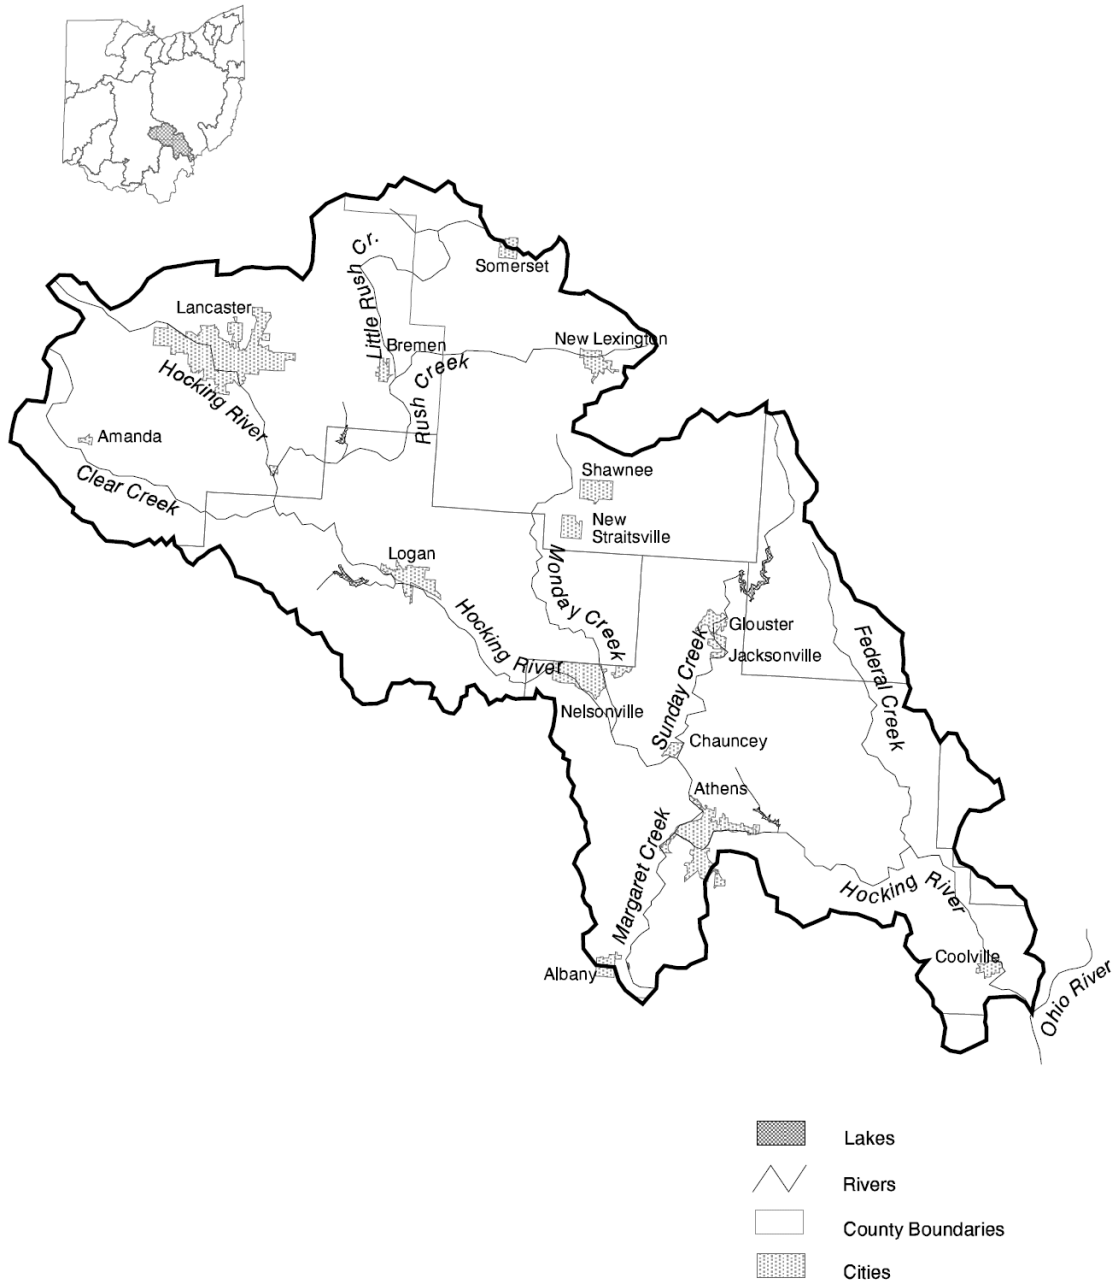 Little Rush Cr.
Somerset
Lancaster
Bremen
New Lexington
Rush Creek
Hocking River
Amanda
Clear Creek
Shawnee
New
Straitsville
Logan
Monday Creek
Hocking River
Glouster
Jacksonville
Federal Creek
Sunday Creek
Nelsonville
Chauncey
Athens
Margaret Creek
Hocking River
Albany
Coolville
Ohio River
Lakes
Rivers
County Boundaries
Cities